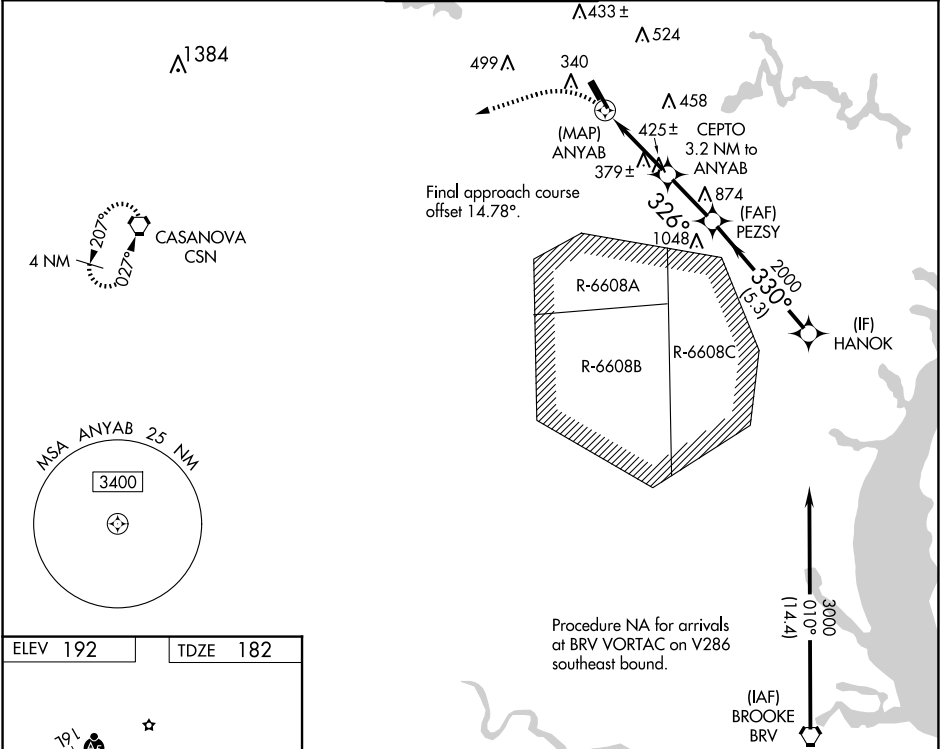 433 ±
524
1384
499
340
458
(MAP)
ANYAB
425 ±
CEPTO
3.2 NM to
ANYAB
379 ±
874
Final approach course
offset 14.78°.
326°
(FAF)
PEZSY
1048
207°
027°
4 NM
CASANOVA
CSN
2000
330°
(5.3)
(IF)
HANOK
R-6608A
R-6608B
R-6608C
MSA ANYAB 25 NM
3400
3000
010°
(14.4)
Procedure NA for arrivals
at BRV VORTAC on V286
southeast bound.
(IAF)
BROOKE
BRV
ELEV 192
TDZE 182
16L